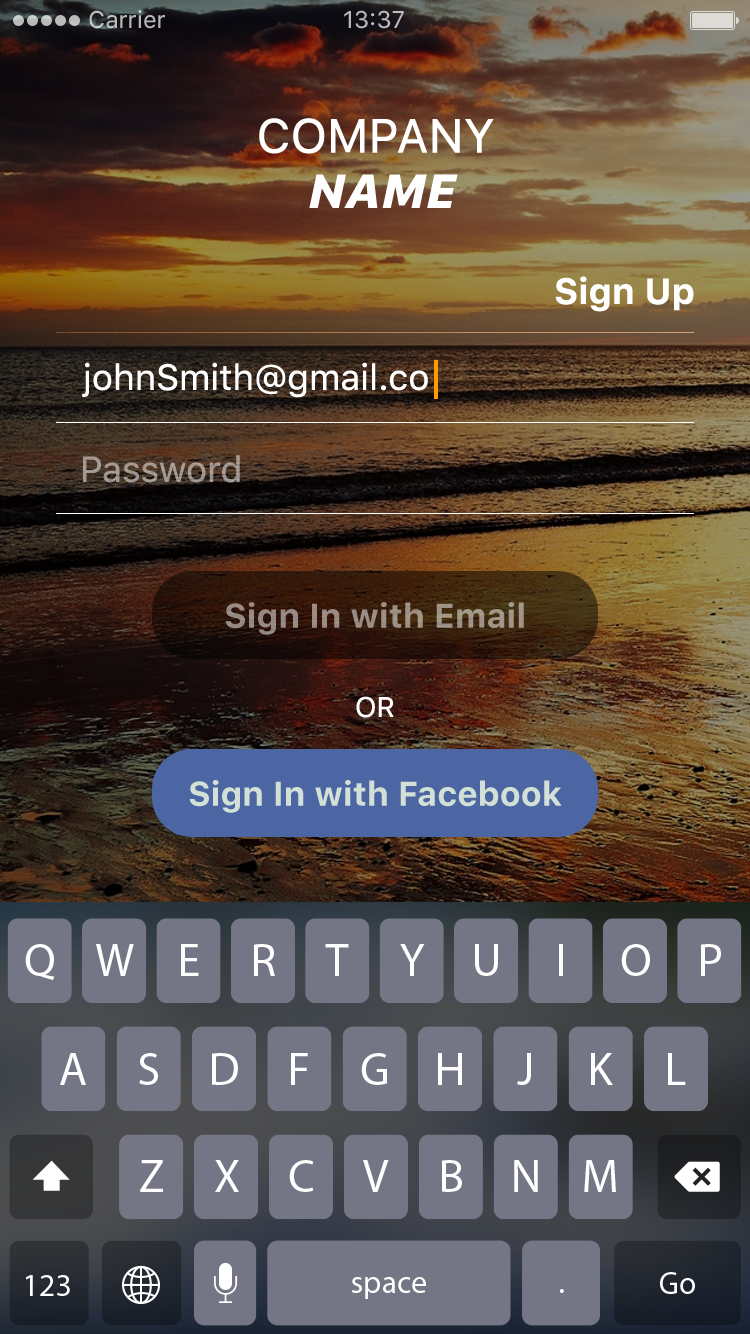 Carrier 13:37
COMPANY
NAME
Sign Up
johnSmith@gmail.co
Password
Sign In with Email
OR
Sign In with Facebook
Q W E R T Y U I O P
A S D F G H J K L
Z X C V B N M
123 space . Go